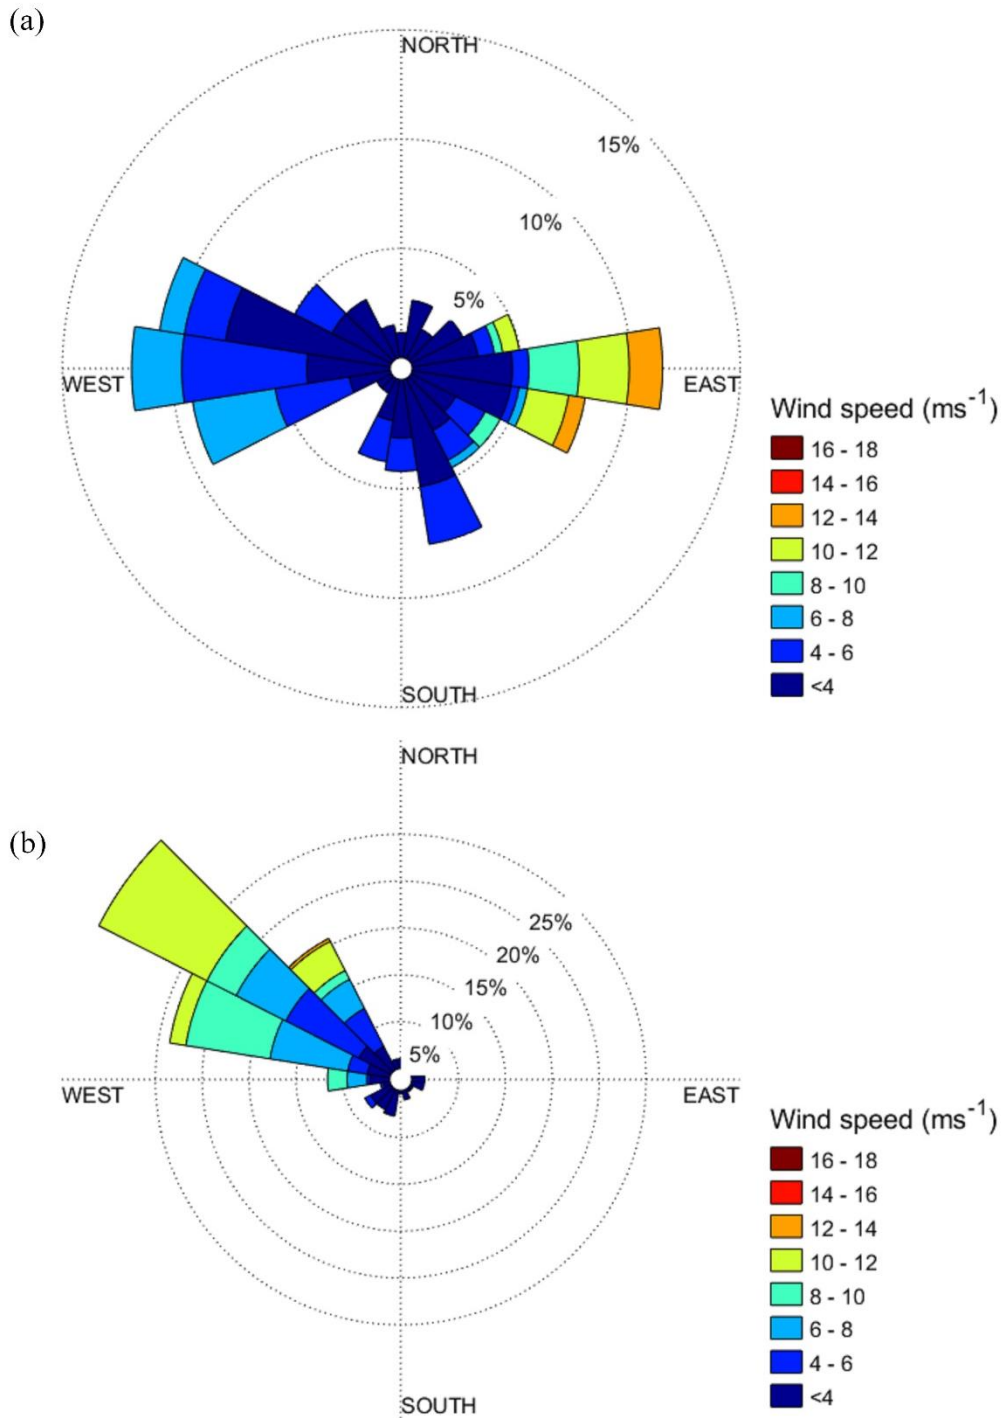 (a)
NORTH
15%
10%
5%
WEST
EAST
SOUTH
Wind speed (ms-1)
16 - 18
14 - 16
12 - 14
10 - 12
8 - 10
6 - 8
4 - 6
<4
(b)
NORTH
25%
20%
15%
10%
5%
WEST
EAST
SOUTH
Wind speed (ms-1)
16 - 18
14 - 16
12 - 14
10 - 12
8 - 10
6 - 8
4 - 6
<4